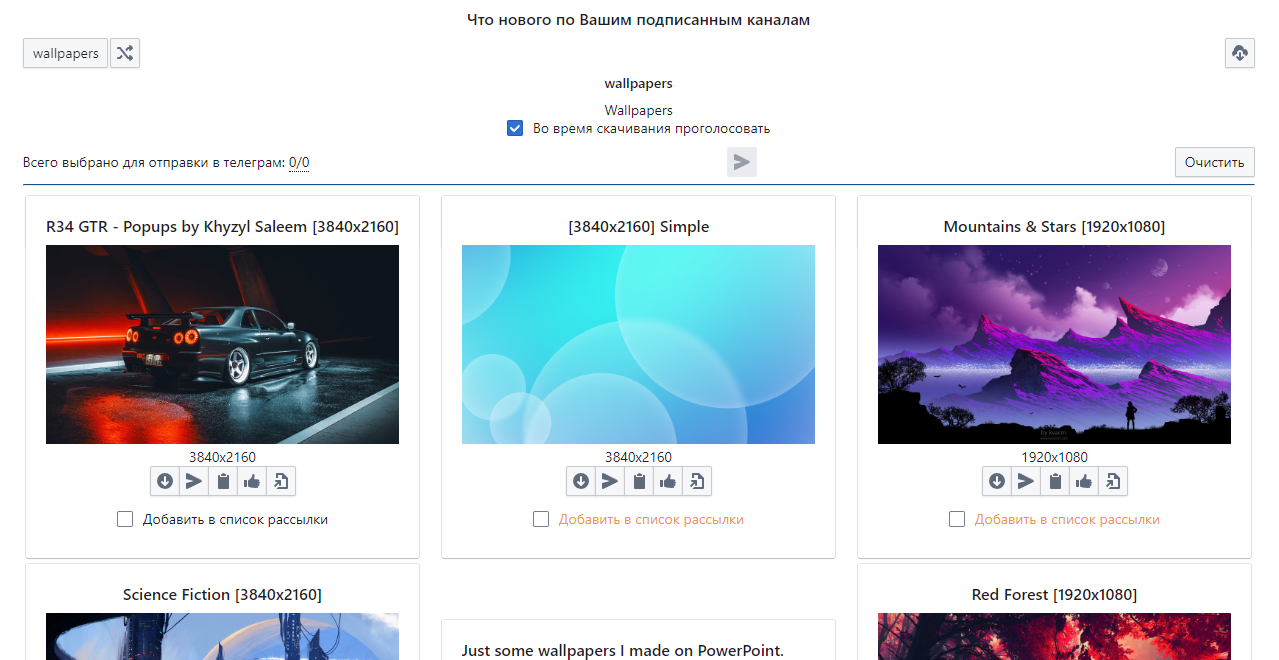 Что нового по Вашим подписанным каналам
wallpapers
wallpapers
Wallpapers
Во время скачивания проголосовать
Всего выбрано для отправки в телеграм: 0/0
Очистить
R34 GTR - Popups by Khyzyl Saleem [3840x2160]
3840x2160
Добавить в список рассылки
[3840x2160] Simple
3840x2160
Добавить в список рассылки
Mountains & Stars [1920x1080]
1920x1080
Добавить в список рассылки
Science Fiction [3840x2160]
Just some wallpapers I made on PowerPoint.
Red Forest [1920x1080]